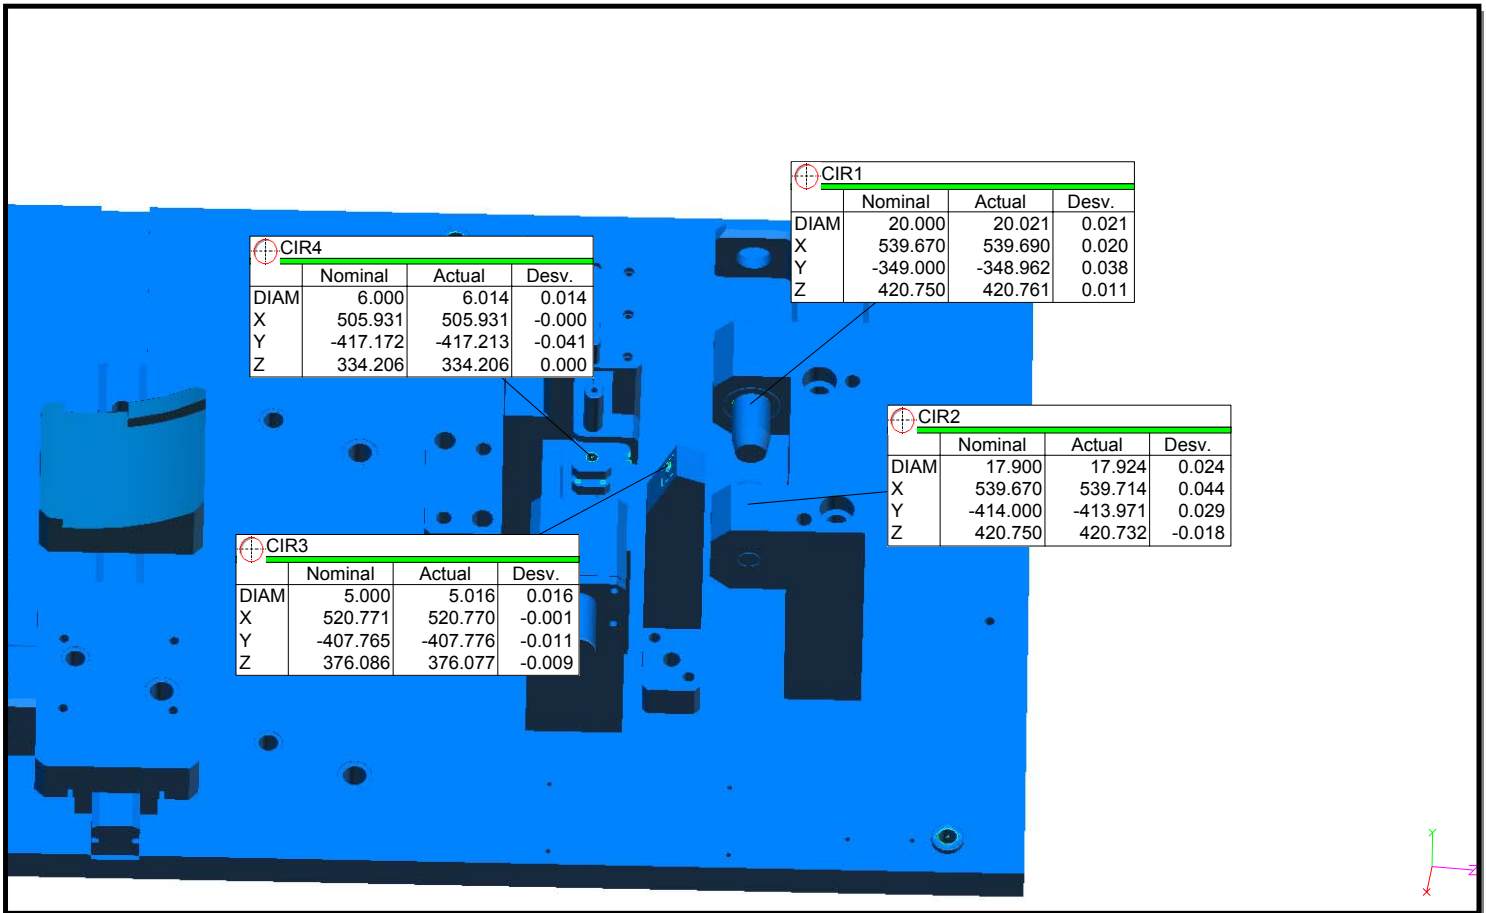 CIR1
Nominal Actual Desv.
DIAM 20.000 20.021 0.021
X 539.670 539.690 0.020
Y -349.000 -348.962 0.038
Z 420.750 420.761 0.011
CIR4
Nominal Actual Desv.
DIAM 6.000 6.014 0.014
X 505.931 505.931 -0.000
Y -417.172 -417.213 -0.041
Z 334.206 334.206 0.000
CIR2
Nominal Actual Desv.
DIAM 17.900 17.924 0.024
X 539.670 539.714 0.044
Y -414.000 -413.971 0.029
Z 420.750 420.732 -0.018
CIR3
Nominal Actual Desv.
DIAM 5.000 5.016 0.016
X 520.771 520.770 -0.001
Y -407.765 -407.776 -0.011
Z 376.086 376.077 -0.009
Y
Z
X